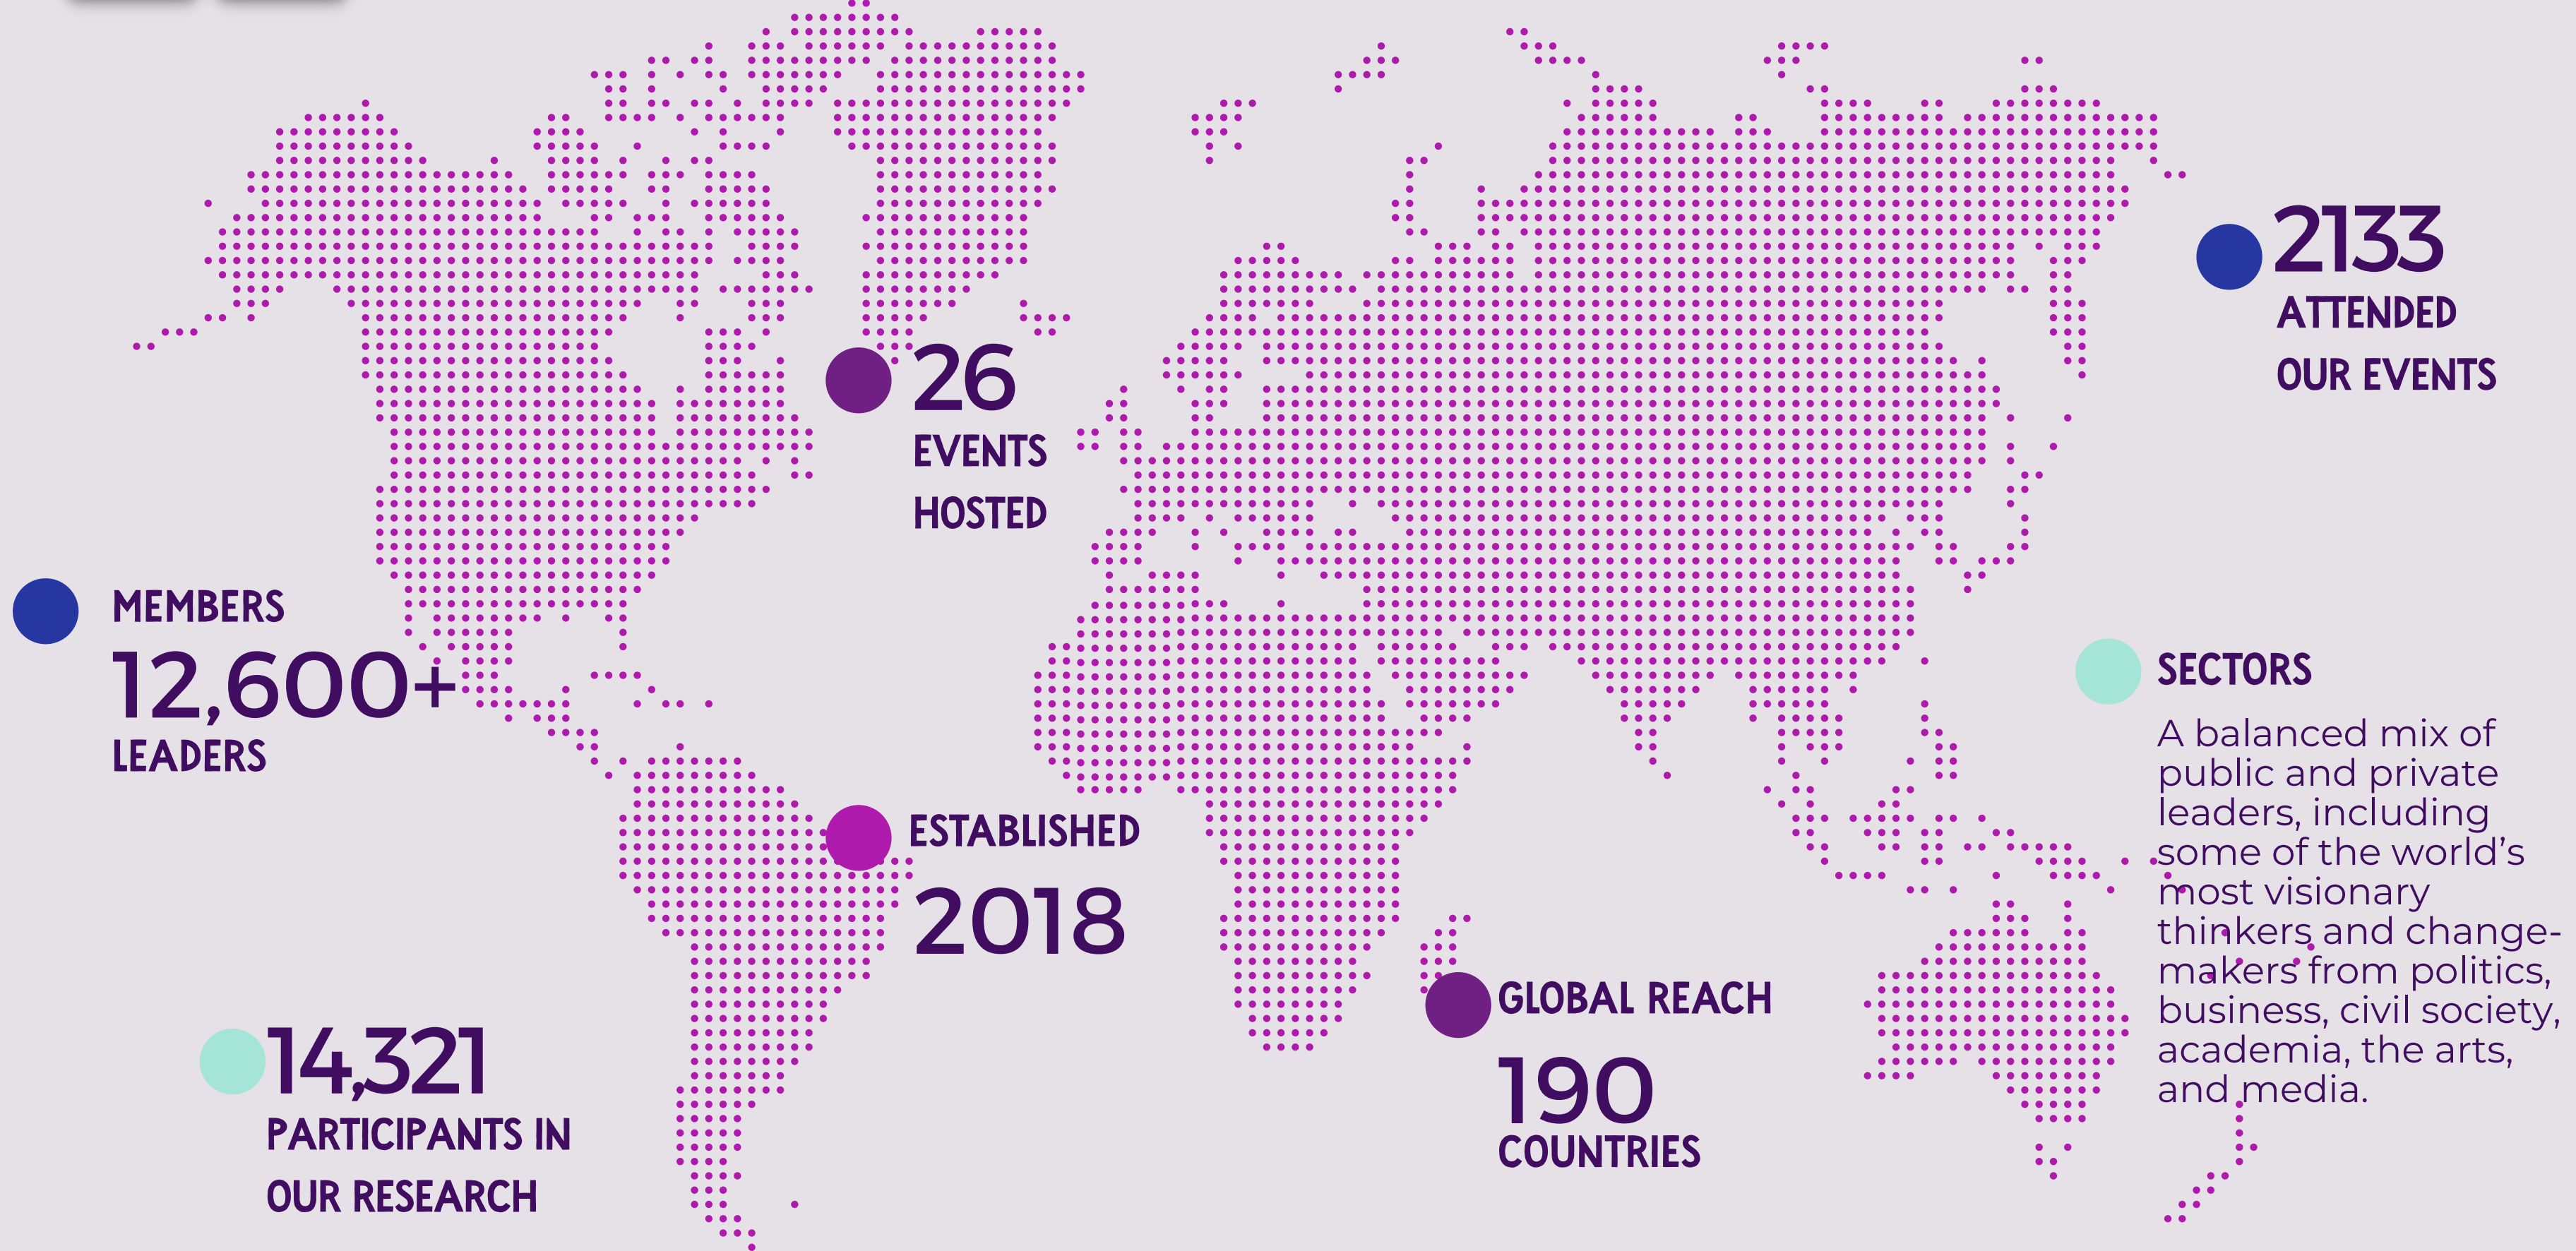 2133
ATTENDED
OUR EVENTS
26
EVENTS
HOSTED
MEMBERS
12,600+
LEADERS
SECTORS
A balanced mix of
public and private
leaders, including
some of the world’s
most visionary
thinkers and change-
makers from politics,
business, civil society,
academia, the arts,
and media.
ESTABLISHED
2018
GLOBAL REACH
190
COUNTRIES
14,321
PARTICIPANTS IN
OUR RESEARCH